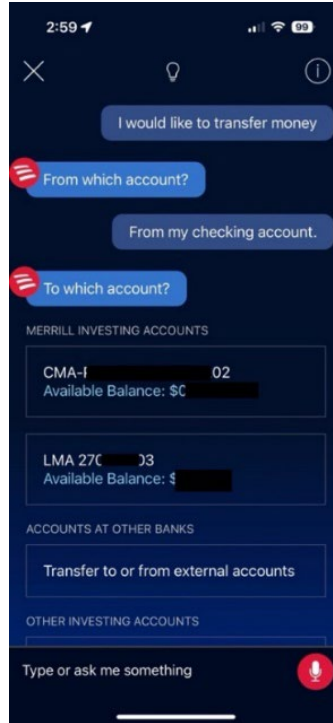 2:59
99
I would like to transfer money
From which account?
From my checking account.
To which account?
MERRILL INVESTING ACCOUNTS
CMA- 02
Available Balance: $0
LMA 270 03
Available Balance: $
ACCOUNTS AT OTHER BANKS
Transfer to or from external accounts
OTHER INVESTING ACCOUNTS
Type or ask me something